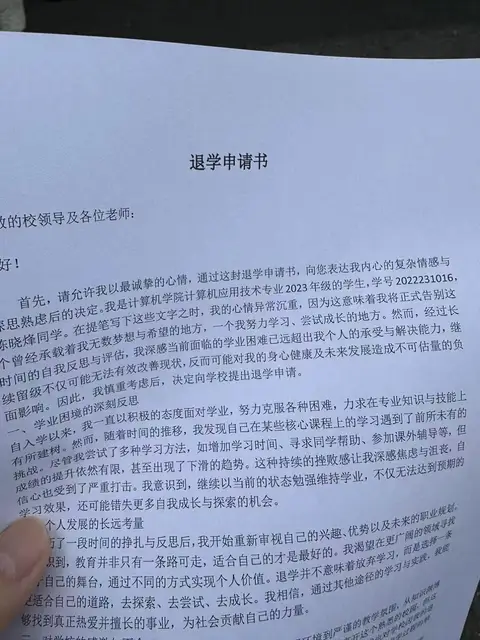 退学申请书
的校领导及各位老师：
好！
首先，请允许我以最诚挚的心情，通过这封退学申请书，向您表达我内心的复杂情感与
深思熟虑后的决定。我是计算机学院计算机应用技术专业2023年级的学生，学号2022231016，
陈晓锋同学。在提笔写下这些文字之时，我的心情异常沉重，因为这意味着我将正式告别这
个曾经承载着我无数梦想与希望的地方，一个我努力学习、尝试成长的地方。然而，经过长
时间的自我反思与评估，我深感当前面临的学业困难已远超出我个人的承受与解决能力，继
续留级不仅可能无法有效改善现状，反而可能对我的身心健康及未来发展造成不可估量的负
面影响。因此，我慎重考虑后，决定向学校提出退学申请。
一、学业困境的深刻反思
自入学以来，我一直以积极的态度面对学业，努力克服各种困难，力求在专业知识与技能上
有所建树。然而，随着时间的推移，我发现自己在某些核心课程上的学习遇到了前所未有的
挑战。尽管尝试了多种学习方法，如增加学习时间、寻求同学帮助、参加课外辅导等，但
成绩的提升依然有限，甚至出现了下滑的趋势。这种持续的挫败感让我深感焦虑与沮丧，自
信心也受到了严重打击。我意识到，继续以当前的状态勉强维持学业，不仅无法达到预期的
学习效果，还可能错失更多自我成长与探索的机会。
个人发展的长远考量
历了一段时间的挣扎与反思后，我开始重新审视自己的兴趣、优势以及未来的职业规划。
识到，教育并非只有一条路可走，适合自己的才是最好的。我渴望在更广阔的领域寻找
自己的舞台，通过不同的方式实现个人价值。退学并不意味着放弃学习，而是选择一条
更适合自己的道路，去探索、去尝试、去成长。我相信，通过其他途径的学习与实践，我能
够找到真正热爱并擅长的事业，为社会贡献自己的力量。